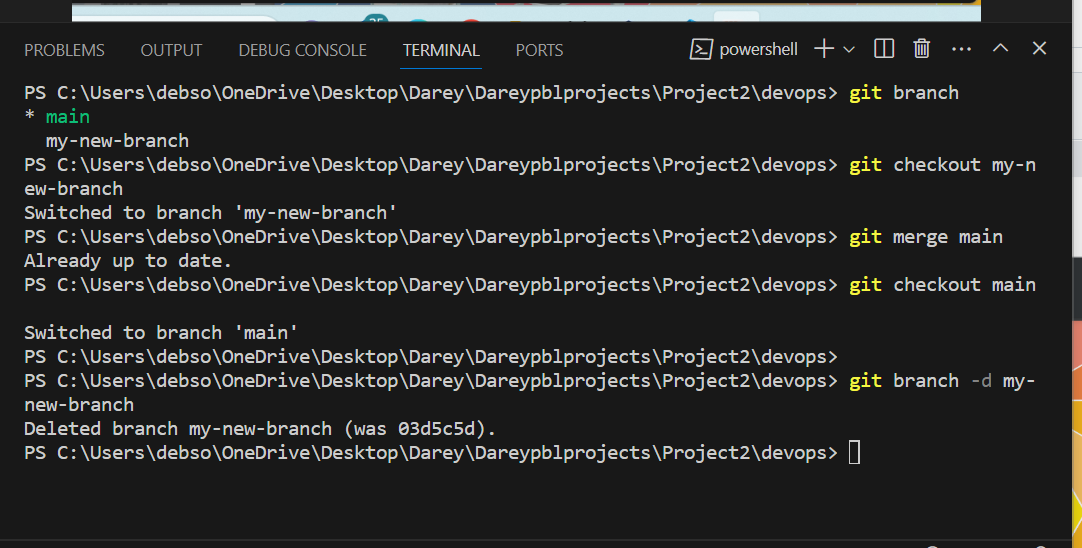 25
PROBLEMS OUTPUT DEBUG CONSOLE TERMINAL PORTS powershell
PS C:\Users\debso\OneDrive\Desktop\Darey\Dareypblprojects\Project2\devops> git branch
* main
my-new-branch
PS C:\Users\debso\OneDrive\Desktop\Darey\Dareypblprojects\Project2\devops> git checkout my-n
ew-branch
Switched to branch 'my-new-branch'
PS C:\Users\debso\OneDrive\Desktop\Darey\Dareypblprojects\Project2\devops> git merge main
Already up to date.
PS C:\Users\debso\OneDrive\Desktop\Darey\Dareypblprojects\Project2\devops> git checkout main
Switched to branch 'main'
PS C:\Users\debso\OneDrive\Desktop\Darey\Dareypblprojects\Project2\devops>
PS C:\Users\debso\OneDrive\Desktop\Darey\Dareypblprojects\Project2\devops> git branch -d my-
new-branch
Deleted branch my-new-branch (was 03d5c5d).
PS C:\Users\debso\OneDrive\Desktop\Darey\Dareypblprojects\Project2\devops>